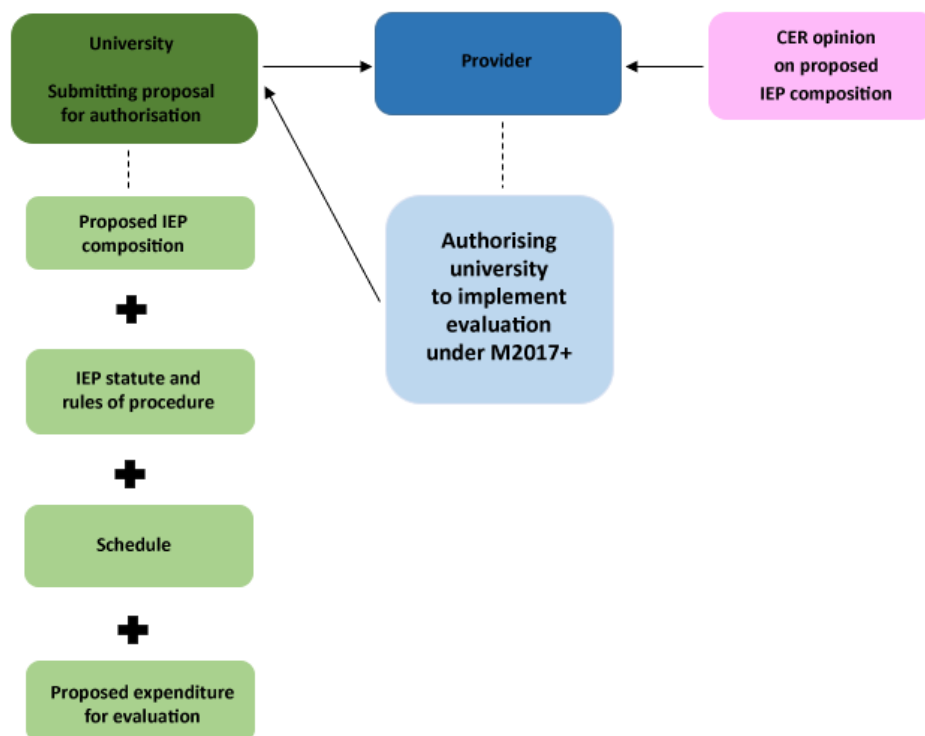 University
Submitting proposal
for authorisation
Provider
CER opinion
on proposed
IEP composition
Proposed IEP
composition
Authorising
university
to implement
evaluation
under M2017+
IEP statute and
rules of procedure
Schedule
Proposed expenditure
for evaluation